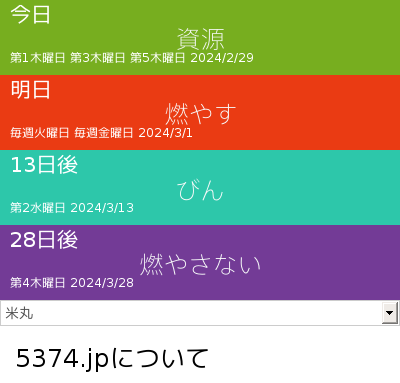 今日
資源
第1木曜日 第3木曜日 第5木曜日 2024/2/29
明日
燃やす
毎週火曜日 毎週金曜日 2024/3/1
13日後
びん
第2水曜日 2024/3/13
28日後
燃やさない
第4木曜日 2024/3/28
米丸
5374.jpについて